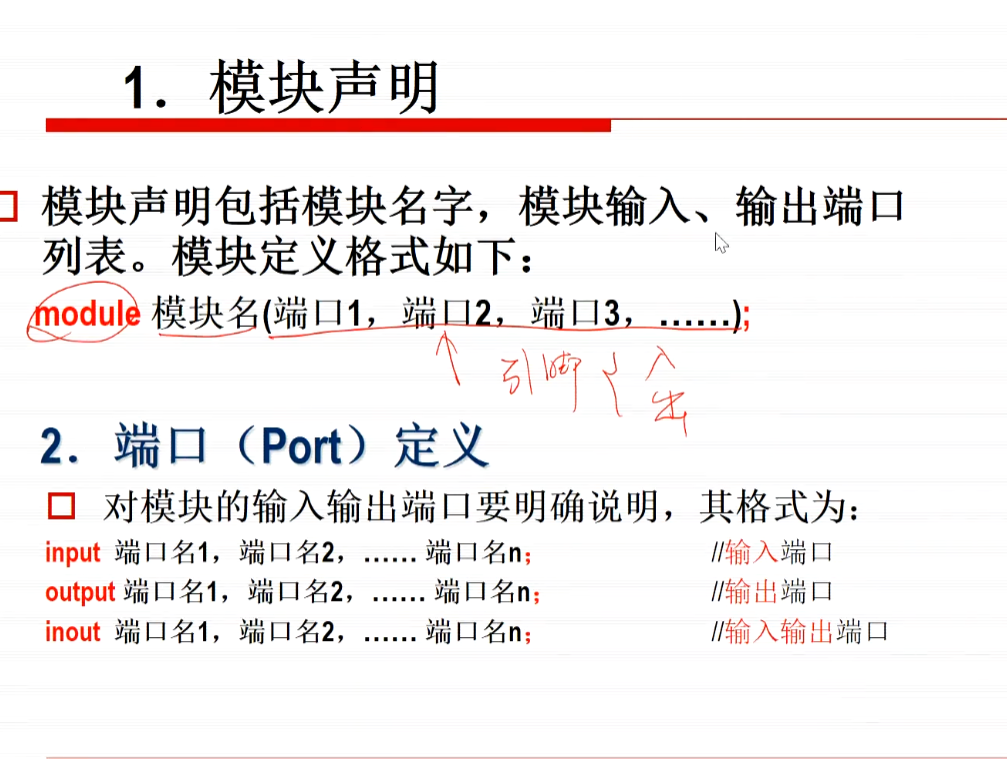 1. 模块声明
模块声明包括模块名字，模块输入、输出端口
列表。模块定义格式如下：
module 模块名(端口1，端口2，端口3，……);
引脚 入
出
2. 端口（Port）定义
对模块的输入输出端口要明确说明，其格式为：
input 端口名1，端口名2，…… 端口名n； //输入端口
output 端口名1，端口名2，…… 端口名n； //输出端口
inout 端口名1，端口名2，…… 端口名n； //输入输出端口